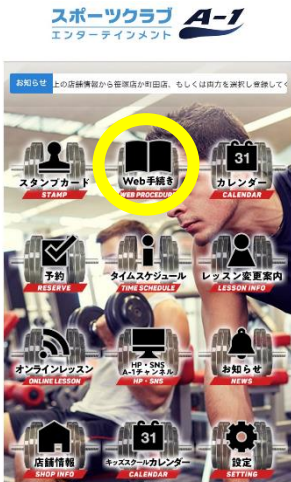 スポーツクラブ A-1
エンターテインメント
お知らせ 上の店舗情報から笹塚店か町田店、もしくは両方を選択し登録してく
スタンプカード Web手続き カレンダー
STAMP WEB PROCEDURE CALENDAR
予約 タイムスケジュール レッスン変更案内
RESERVE TIME SCHEDULE LESSON INFO
オンラインレッスン HP・SNS A-1チャンネル お知らせ
ONLINE LESSON HP・SNS NEWS
店舗情報 31 キッズスクールカレンダー 設定
SHOP INFO CALENDAR SETTING